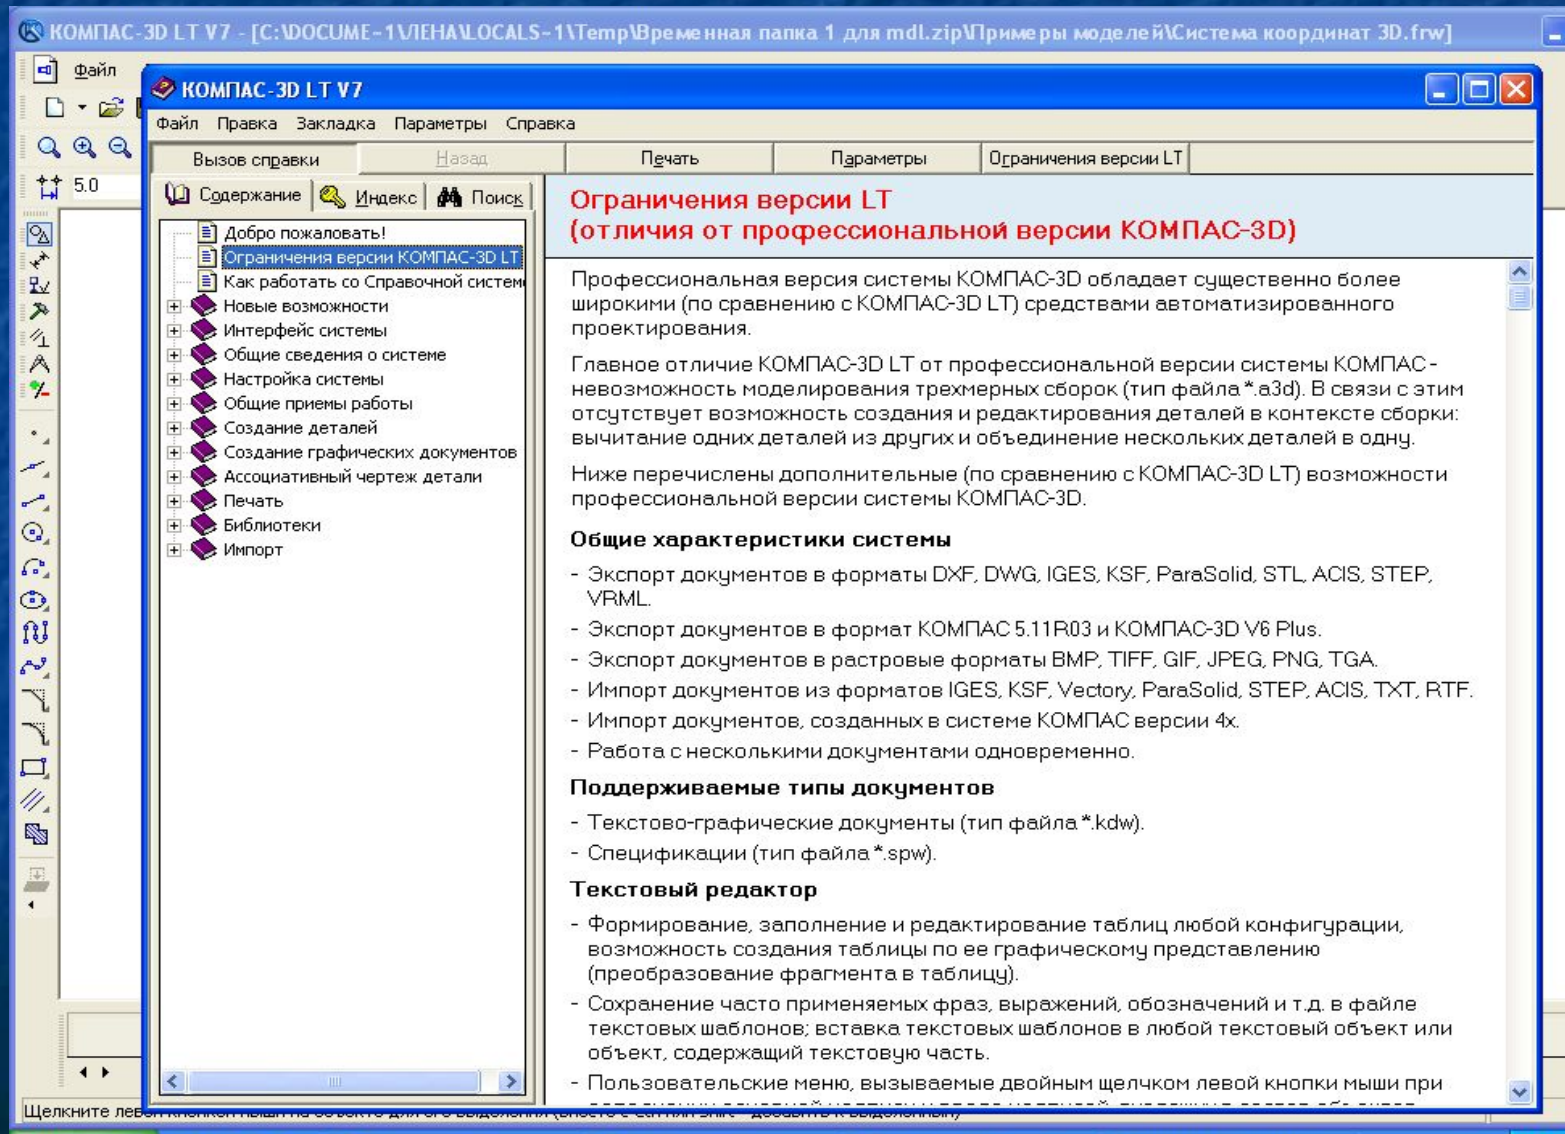 КОМПАС-3D LT V7 - [C:\DOCUME~1\ЛЕНА\LOCALS~1\Temp\Временная папка 1 для mdl.zip\Примеры моделей\Система координат 3D.frw]
Файл
5.0
КОМПАС-3D LT V7
Файл Правка Закладка Параметры Справка
Вызов справки Назад Печать Параметры Ограничения версии LT
Содержание Индекс Поиск
Добро пожаловать!
Ограничения версии КОМПАС-3D LT
Как работать со Справочной систем
Новые возможности
Интерфейс системы
Общие сведения о системе
Настройка системы
Общие приемы работы
Создание деталей
Создание графических документов
Ассоциативный чертеж детали
Печать
Библиотеки
Импорт
Ограничения версии LT
(отличия от профессиональной версии КОМПАС-3D)
Профессиональная версия системы КОМПАС-3D обладает существенно более
широкими (по сравнению с КОМПАС-3D LT) средствами автоматизированного
проектирования.
Главное отличие КОМПАС-3D LT от профессиональной версии системы КОМПАС -
невозможность моделирования трехмерных сборок (тип файла *.a3d). В связи с этим
отсутствует возможность создания и редактирования деталей в контексте сборки:
вычитание одних деталей из других и объединение нескольких деталей в одну.
Ниже перечислены дополнительные (по сравнению с КОМПАС-3D LT) возможности
профессиональной версии системы КОМПАС-3D.
Общие характеристики системы
- Экспорт документов в форматы DXF, DWG, IGES, KSF, ParaSolid, STL, ACIS, STEP,
VRML.
- Экспорт документов в формат КОМПАС 5.11R03 и КОМПАС-3D V6 Plus.
- Экспорт документов в растровые форматы BMP, TIFF, GIF, JPEG, PNG, TGA.
- Импорт документов из форматов IGES, KSF, Vectory, ParaSolid, STEP, ACIS, TXT, RTF.
- Импорт документов, созданных в системе КОМПАС версии 4x.
- Работа с несколькими документами одновременно.
Поддерживаемые типы документов
- Текстово-графические документы (тип файла *.kdw).
- Спецификации (тип файла *.spw).
Текстовый редактор
- Формирование, заполнение и редактирование таблиц любой конфигурации,
возможность создания таблицы по ее графическому представлению
(преобразование фрагмента в таблицу).
- Сохранение часто применяемых фраз, выражений, обозначений и т.д. в файле
текстовых шаблонов; вставка текстовых шаблонов в любой текстовый объект или
объект, содержащий текстовую часть.
- Пользовательские меню, вызываемые двойным щелчком левой кнопки мыши при
Щелкните